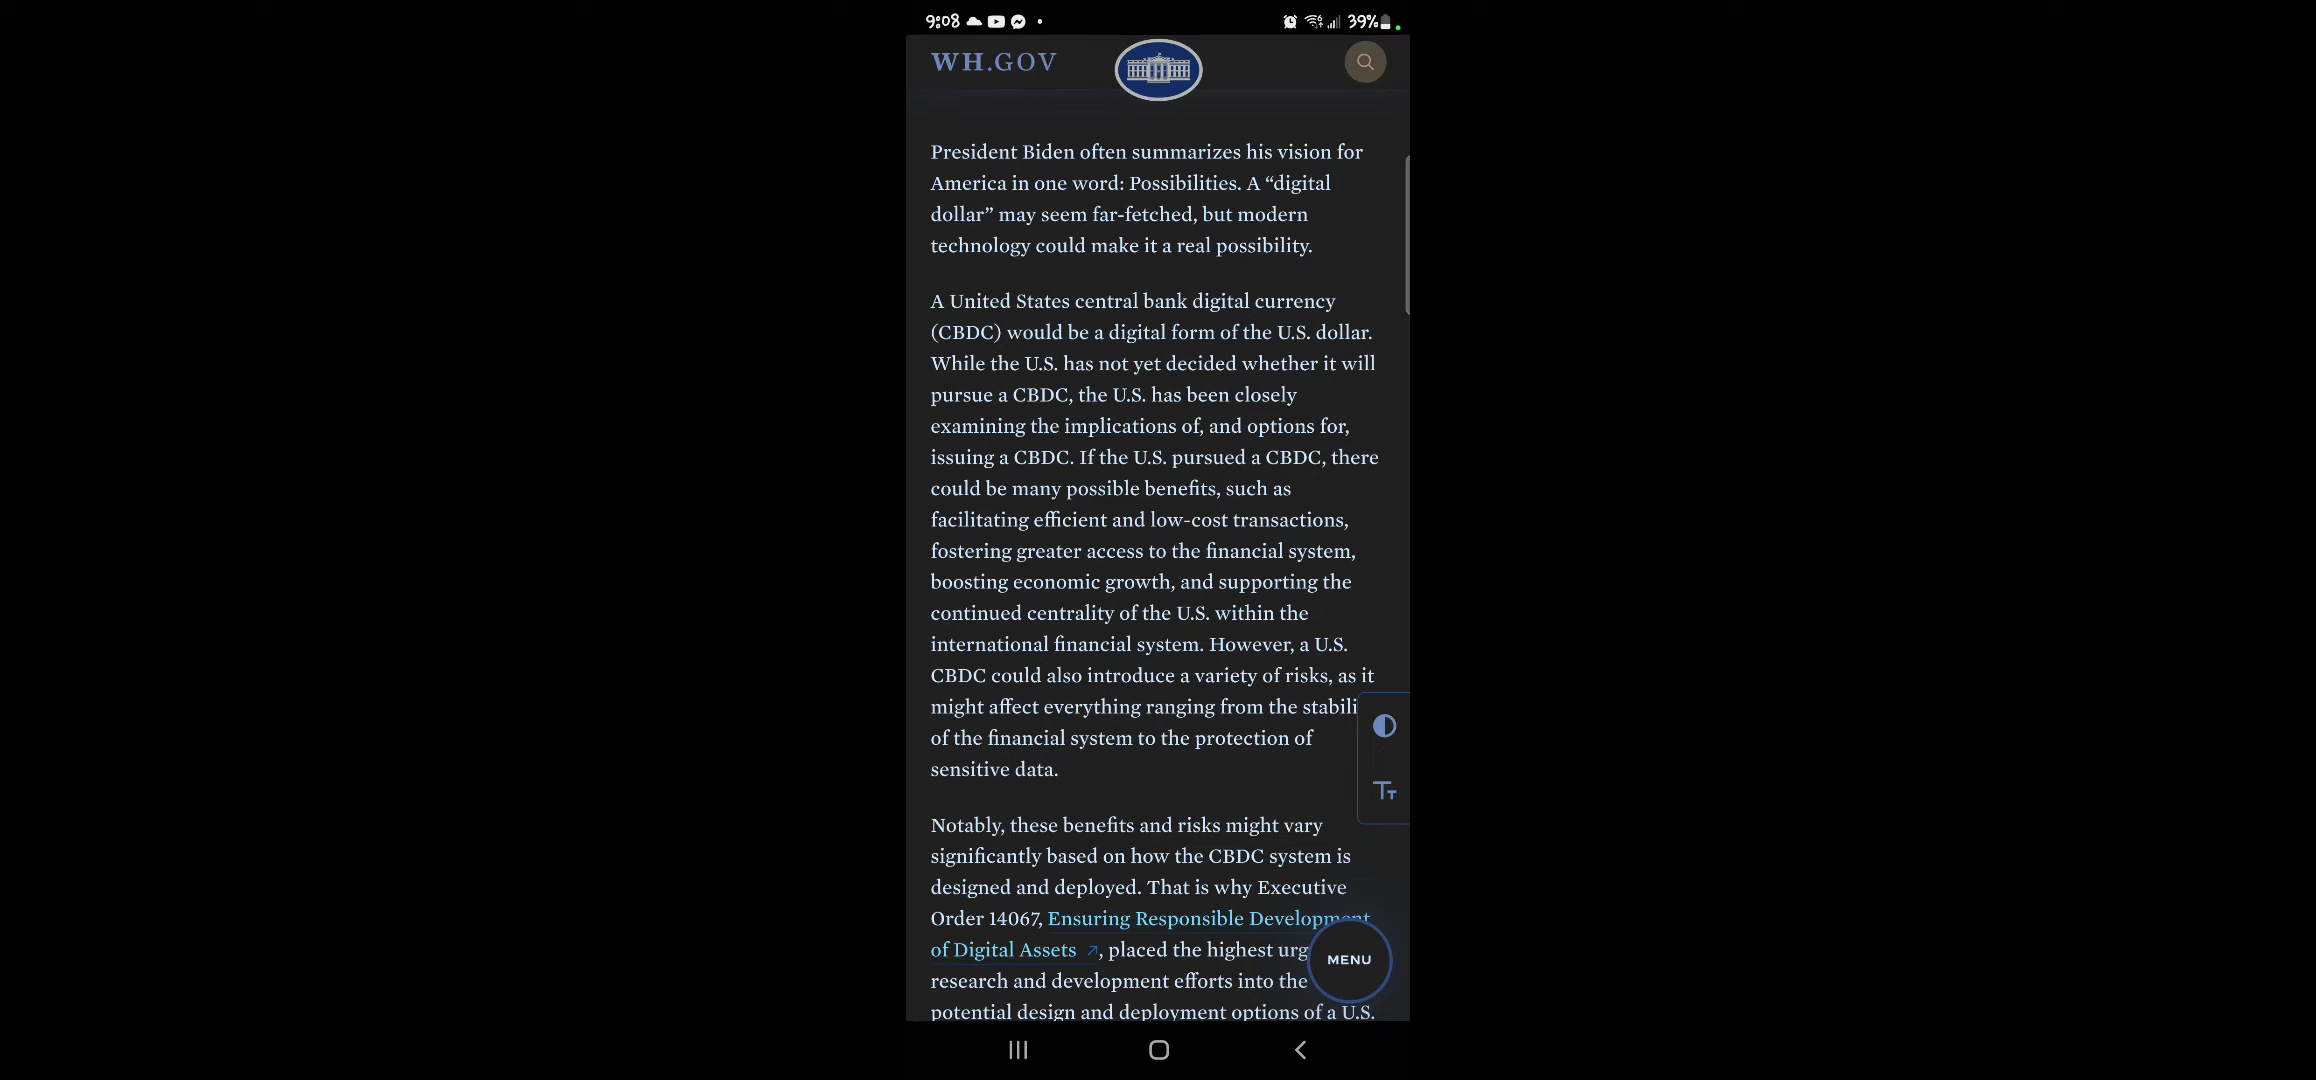 9:08
39%
WH.GOV
President Biden often summarizes his vision for
America in one word: Possibilities. A “digital
dollar” may seem far-fetched, but modern
technology could make it a real possibility.
A United States central bank digital currency
(CBDC) would be a digital form of the U.S. dollar.
While the U.S. has not yet decided whether it will
pursue a CBDC, the U.S. has been closely
examining the implications of, and options for,
issuing a CBDC. If the U.S. pursued a CBDC, there
could be many possible benefits, such as
facilitating efficient and low-cost transactions,
fostering greater access to the financial system,
boosting economic growth, and supporting the
continued centrality of the U.S. within the
international financial system. However, a U.S.
CBDC could also introduce a variety of risks, as it
might affect everything ranging from the stabili
of the financial system to the protection of
sensitive data.
Tт
Notably, these benefits and risks might vary
significantly based on how the CBDC system is
designed and deployed. That is why Executive
Order 14067, Ensuring Responsible Development
of Digital Assets ↗, placed the highest urg
MENU
research and development efforts into the
potential design and deployment options of a U.S.